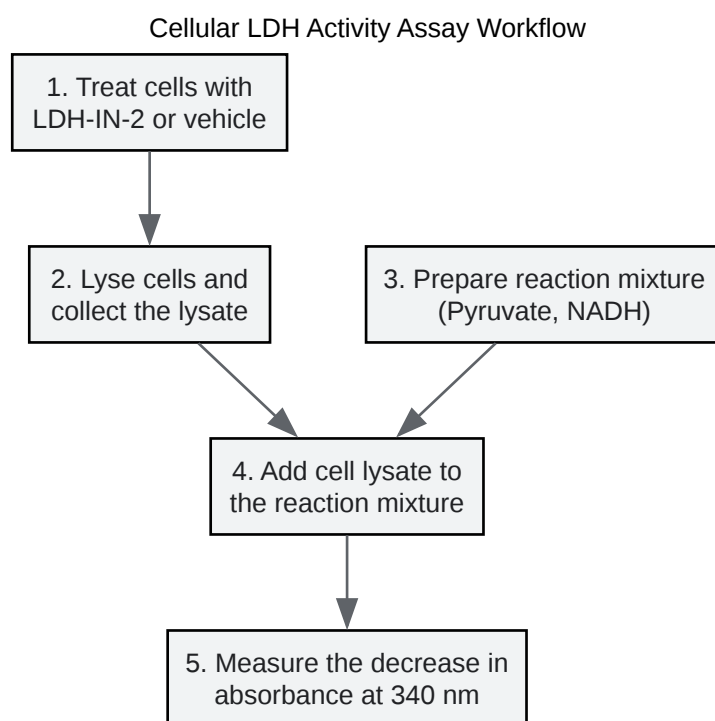 Cellular LDH Activity Assay Workflow
1. Treat cells with
LDH-IN-2 or vehicle
2. Lyse cells and
collect the lysate
3. Prepare reaction mixture
(Pyruvate, NADH)
4. Add cell lysate to
the reaction mixture
5. Measure the decrease in
absorbance at 340 nm